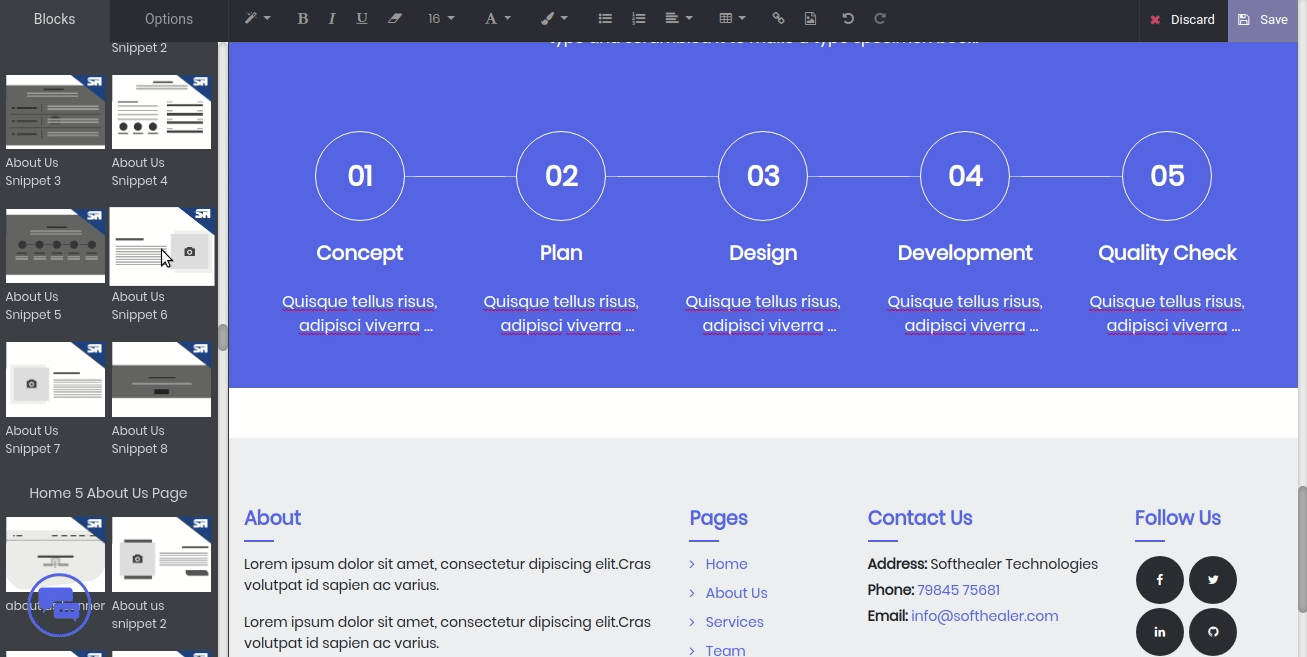 Blocks
Options
16
Discard
Save
Snippet 2
About Us
Snippet 3
About Us
Snippet 4
About Us
Snippet 5
About Us
Snippet 6
About Us
Snippet 7
About Us
Snippet 8
Home 5 About Us Page
About us
snippet 2
01
02
03
04
05
Concept
Plan
Design
Development
Quality Check
Quisque tellus risus,
adipisci viverra ...
Quisque tellus risus,
adipisci viverra ...
Quisque tellus risus,
adipisci viverra ...
Quisque tellus risus,
adipisci viverra ...
Quisque tellus risus,
adipisci viverra ...
About
Lorem ipsum dolor sit amet, consectetur dipiscing elit.Cras
volutpat id sapien ac varius.
Lorem ipsum dolor sit amet, consectetur dipiscing elit.Cras
volutpat id sapien ac varius.
Pages
Home
About Us
Services
Team
Contact Us
Address: Softhealer Technologies
Phone: 79845 75681
Email: info@softhealer.com
Follow Us